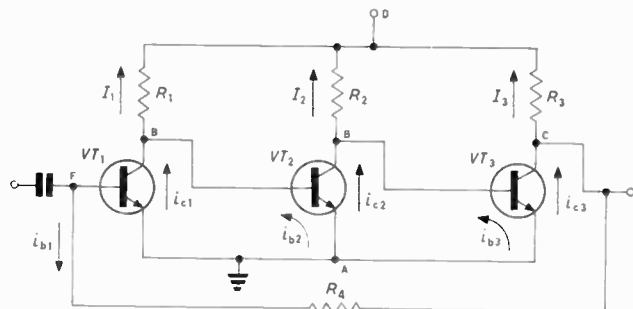 D
I1 R1 I2 R2 I3 R3
B B C
VT1 VT2 VT3
F
ic1 ic2 ic3
ib1 ib2 ib3
A
R4